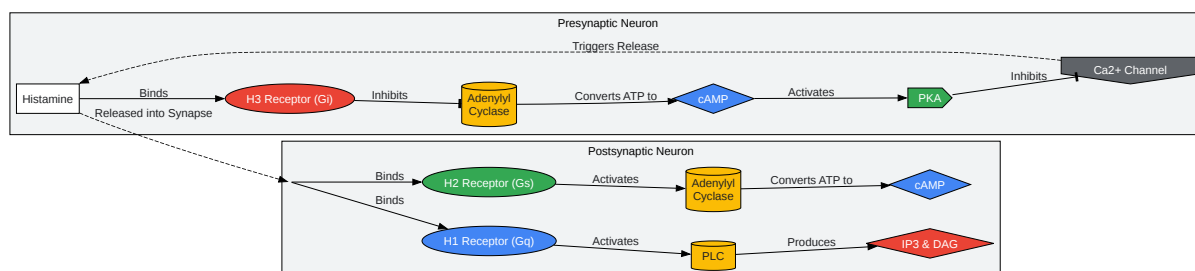 Presynaptic Neuron
Triggers Release
Ca2+ Channel
Inhibits
Histamine
Binds
H3 Receptor (Gi)
Inhibits
Adenylyl
Cyclase
Converts ATP to
cAMP
Activates
PKA
Released into Synapse
Postsynaptic Neuron
Binds
H2 Receptor (Gs)
Activates
Adenylyl
Cyclase
Converts ATP to
cAMP
Binds
H1 Receptor (Gq)
Activates
PLC
Produces
IP3 & DAG